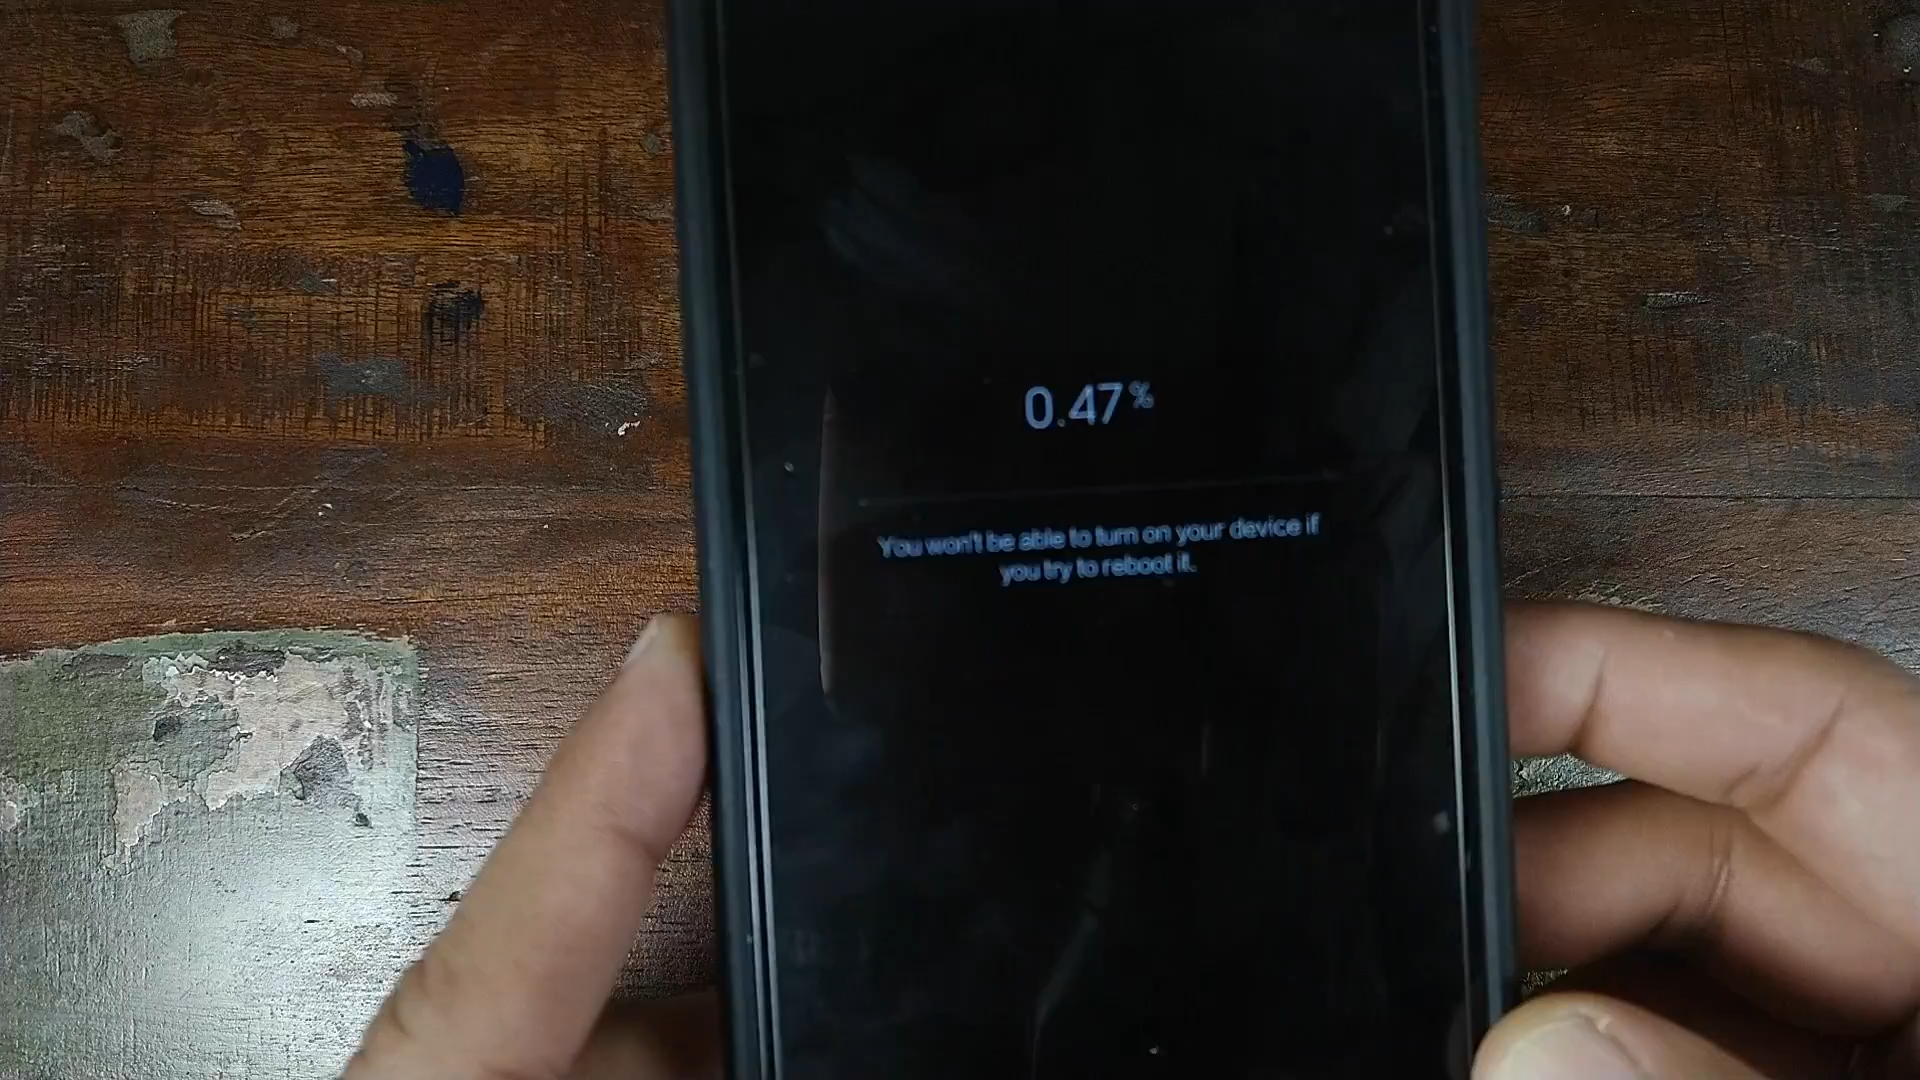 0.47%
You won't be able to turn on your device if
you try to reboot it.